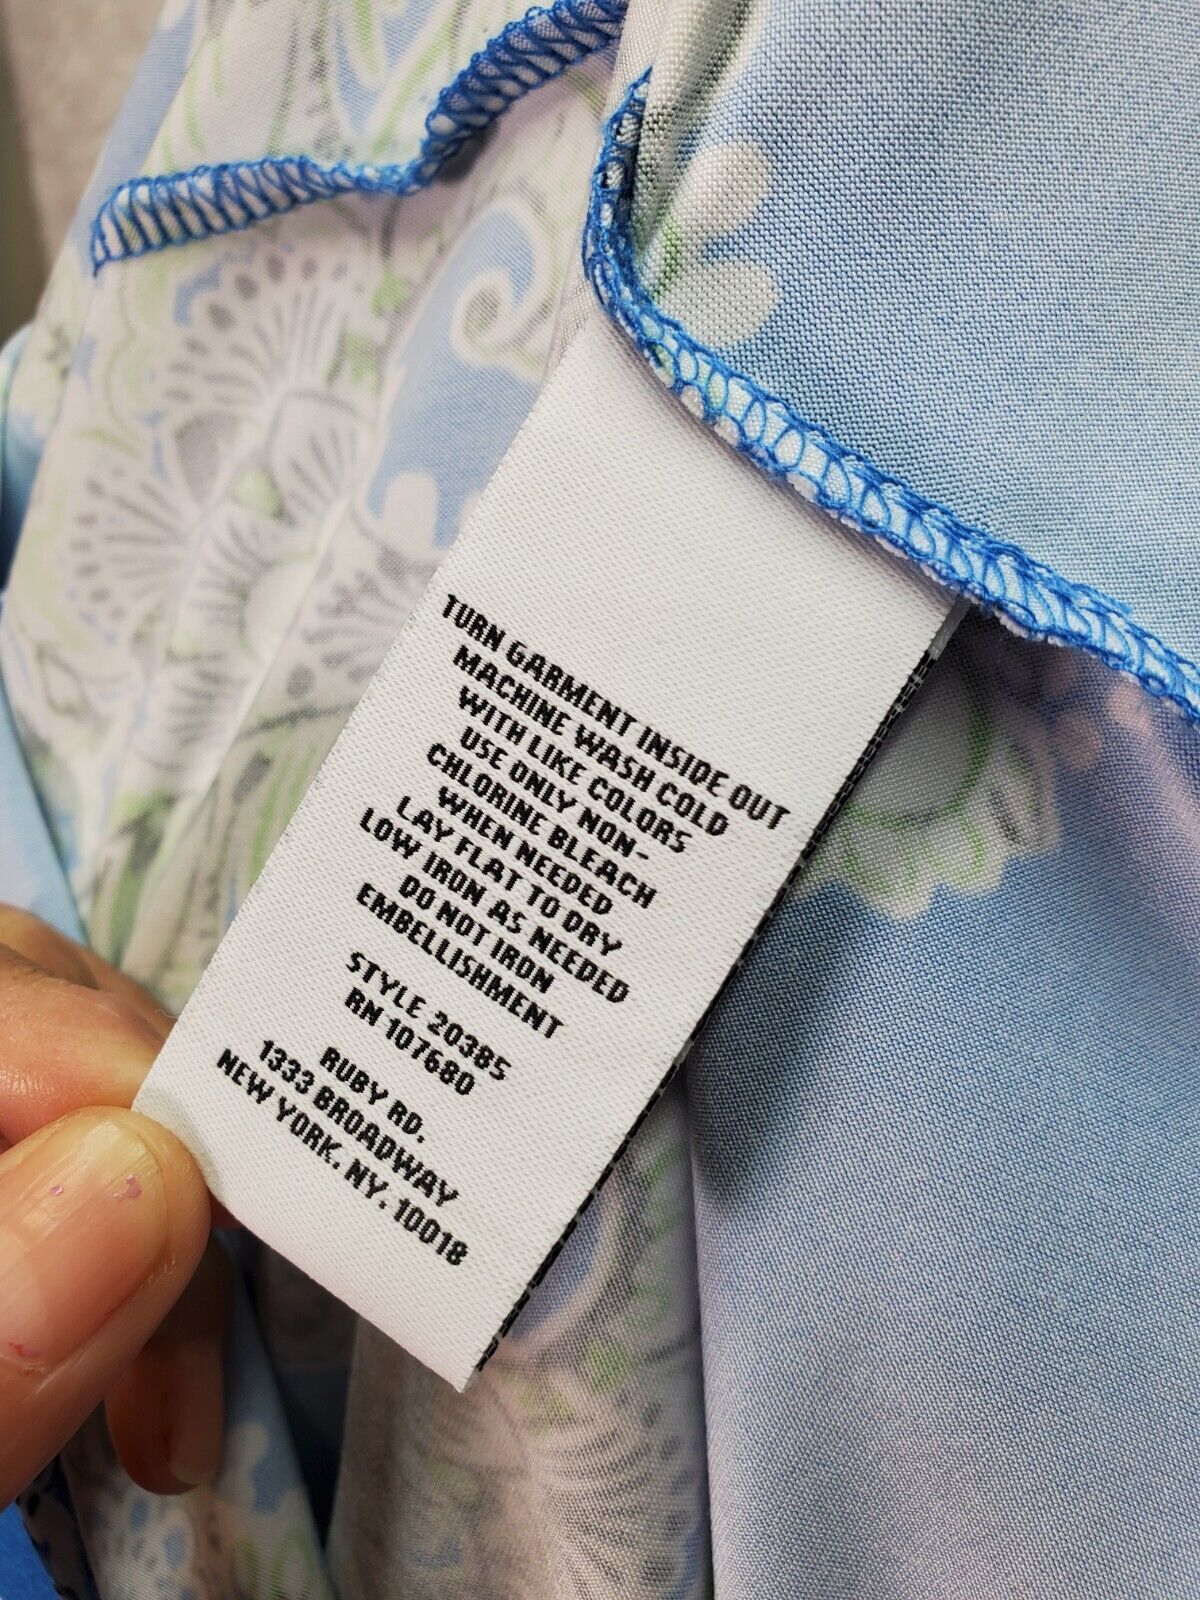 TURN GARMENT INSIDE OUT
MACHINE WASH COLD
WITH LIKE COLORS
USE ONLY NON-
CHLORINE BLEACH
WHEN NEEDED
LAY FLAT TO DRY
LOW IRON AS NEEDED
DO NOT IRON
EMBELLISHMENT
STYLE 20385
RN 107680
RUBY RD.
1333 BROADWAY
NEW YORK, NY, 10018